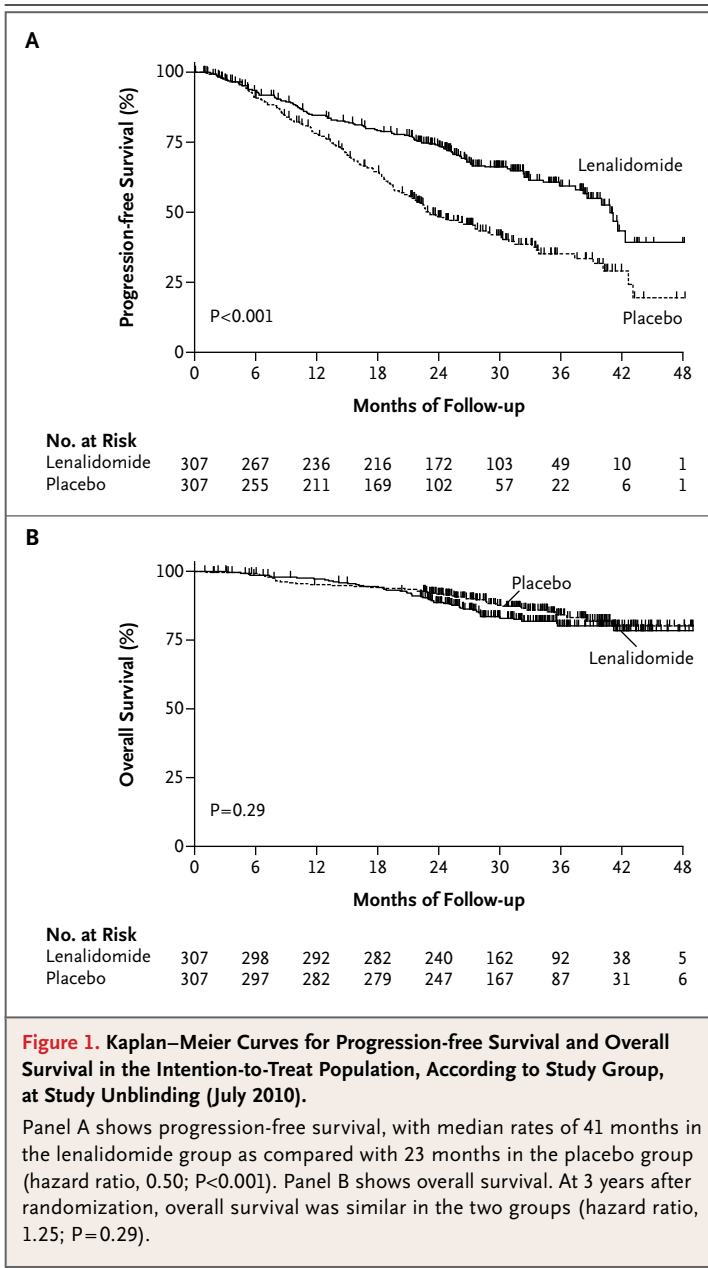 A
Progression-free Survival (%)
100
75
50
25
0
Lenalidomide
Placebo
P<0.001
0 6 12 18 24 30 36 42 48
Months of Follow-up
No. at Risk
Lenalidomide 307 267 236 216 172 103 49 10 1
Placebo 307 255 211 169 102 57 22 6 1
B
Overall Survival (%)
100
75
50
25
0
Placebo
Lenalidomide
P=0.29
0 6 12 18 24 30 36 42 48
Months of Follow-up
No. at Risk
Lenalidomide 307 298 292 282 240 162 92 38 5
Placebo 307 297 282 279 247 167 87 31 6
Figure 1. Kaplan–Meier Curves for Progression-free Survival and Overall
Survival in the Intention-to-Treat Population, According to Study Group,
at Study Unblinding (July 2010).
Panel A shows progression-free survival, with median rates of 41 months in
the lenalidomide group as compared with 23 months in the placebo group
(hazard ratio, 0.50; P<0.001). Panel B shows overall survival. At 3 years after
randomization, overall survival was similar in the two groups (hazard ratio,
1.25; P=0.29).